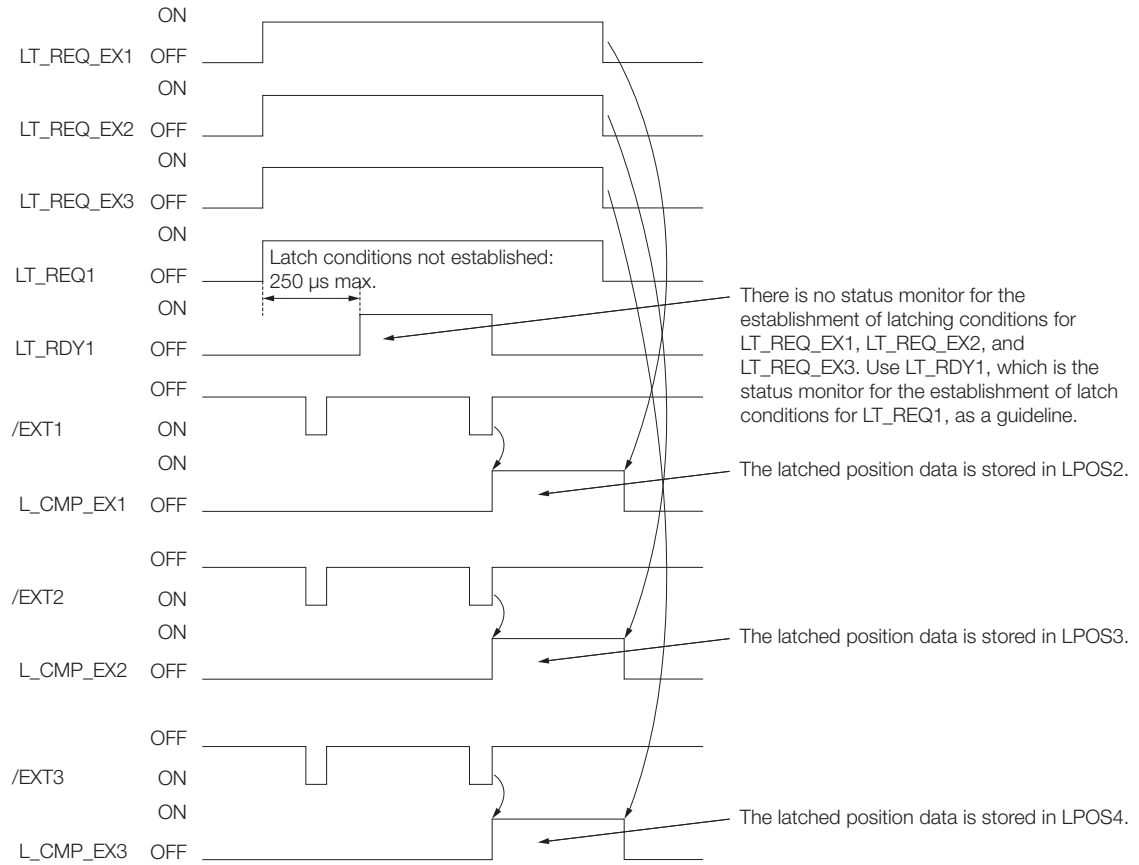 ON
LT_REQ_EX1 OFF
ON
LT_REQ_EX2 OFF
ON
LT_REQ_EX3 OFF
ON
LT_REQ1 OFF
Latch conditions not established:
250 μs max.
ON
LT_RDY1 OFF
There is no status monitor for the
establishment of latching conditions for
LT_REQ_EX1, LT_REQ_EX2, and
LT_REQ_EX3. Use LT_RDY1, which is the
status monitor for the establishment of latch
conditions for LT_REQ1, as a guideline.
OFF
/EXT1 ON
ON
L_CMP_EX1 OFF
The latched position data is stored in LPOS2.
OFF
/EXT2 ON
ON
L_CMP_EX2 OFF
The latched position data is stored in LPOS3.
OFF
/EXT3 ON
ON
L_CMP_EX3 OFF
The latched position data is stored in LPOS4.